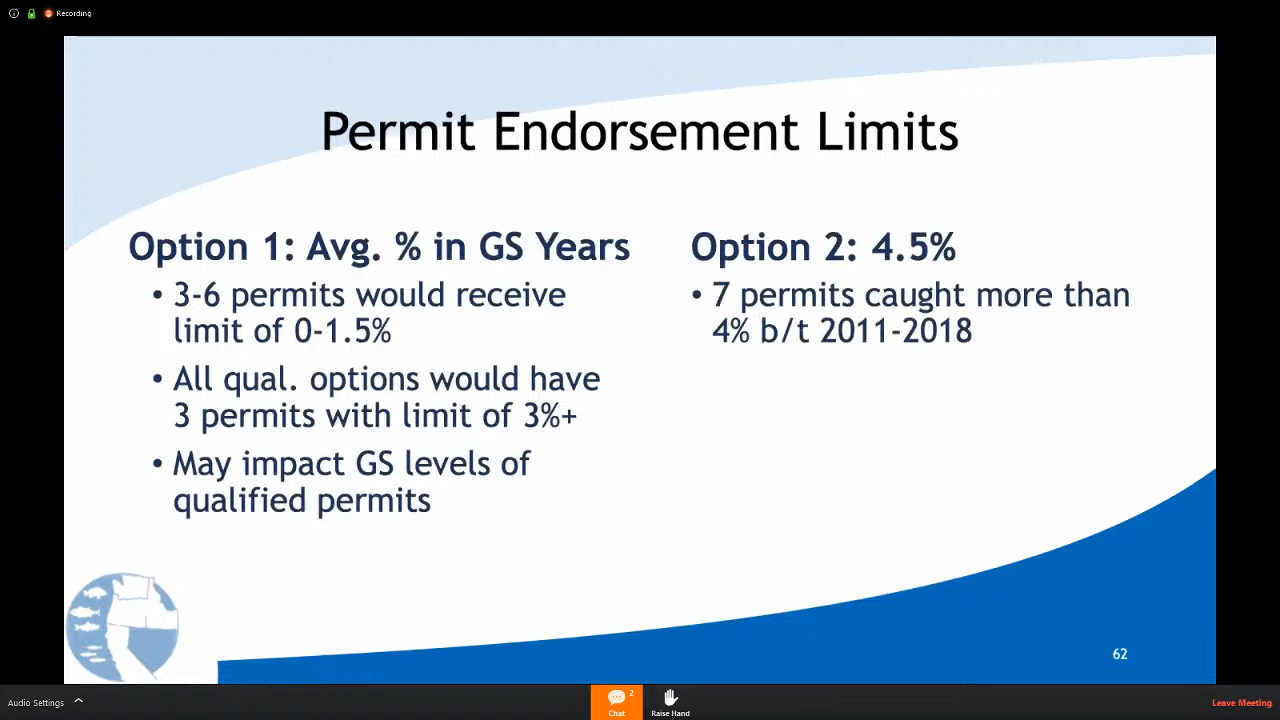 Recording
Permit Endorsement Limits
Option 1: Avg. % in GS Years
• 3-6 permits would receive
limit of 0-1.5%
• All qual. options would have
3 permits with limit of 3%+
• May impact GS levels of
qualified permits
Option 2: 4.5%
• 7 permits caught more than
4% b/t 2011-2018
62
Audio Settings
2
Chat
Raise Hand
Leave Meeting